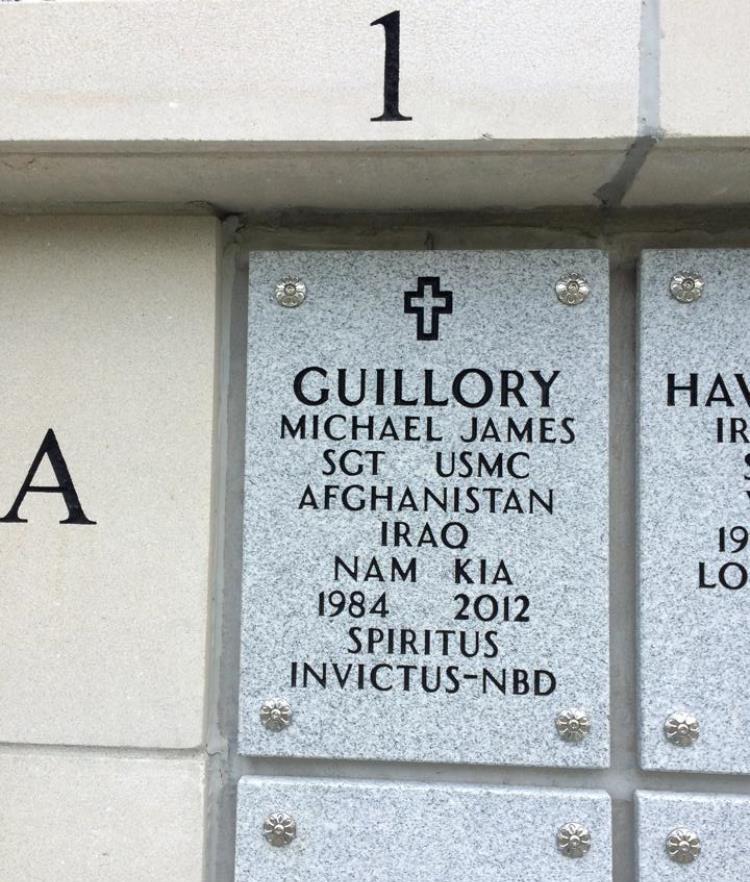 1
A
GUILLORY
MICHAEL JAMES
SGT USMC
AFGHANISTAN
IRAQ
NAM KIA
1984 2012
SPIRITUS
INVICTUS-NBD